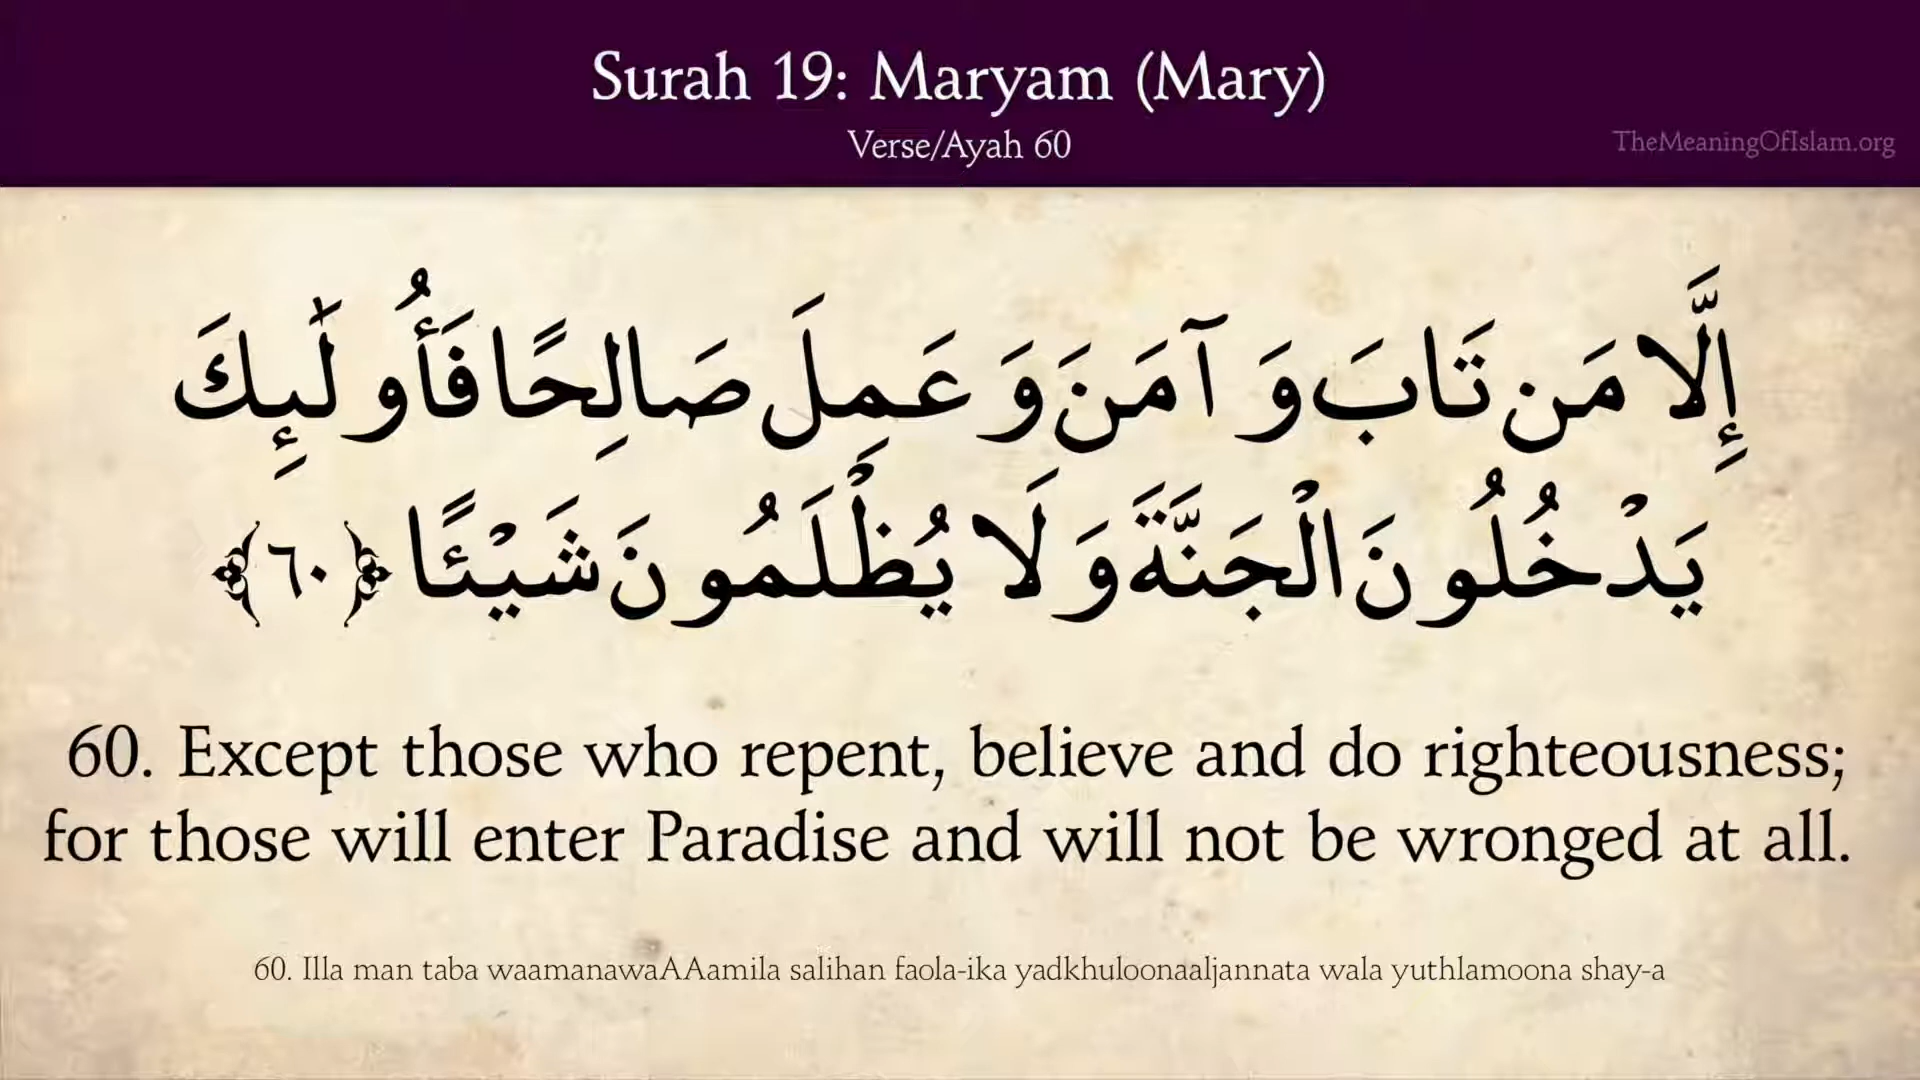 Surah 19: Maryam (Mary)
Verse/Ayah 60
TheMeaningOfIslam.org
إِلَّا مَن تَابَ وَآمَنَ وَعَمِلَ صَالِحًا فَأُولَٰئِكَ
يَدْخُلُونَ الْجَنَّةَ وَلَا يُظْلَمُونَ شَيْئًا ﴿٦٠﴾
60. Except those who repent, believe and do righteousness;
for those will enter Paradise and will not be wronged at all.
60. Illa man taba waamanawaAAamila salihan faola-ika yadkhuloonaaljannata wala yuthlamoona shay-a